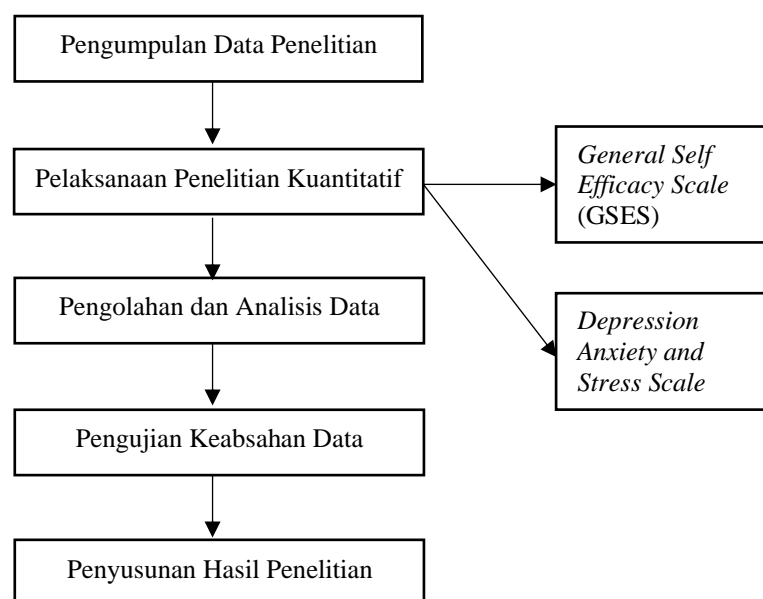 Pengumpulan Data Penelitian
Pelaksanaan Penelitian Kuantitatif
General Self
Efficacy Scale
(GSES)
Pengolahan dan Analisis Data
Depression
Anxiety and
Stress Scale
Pengujian Keabsahan Data
Penyusunan Hasil Penelitian